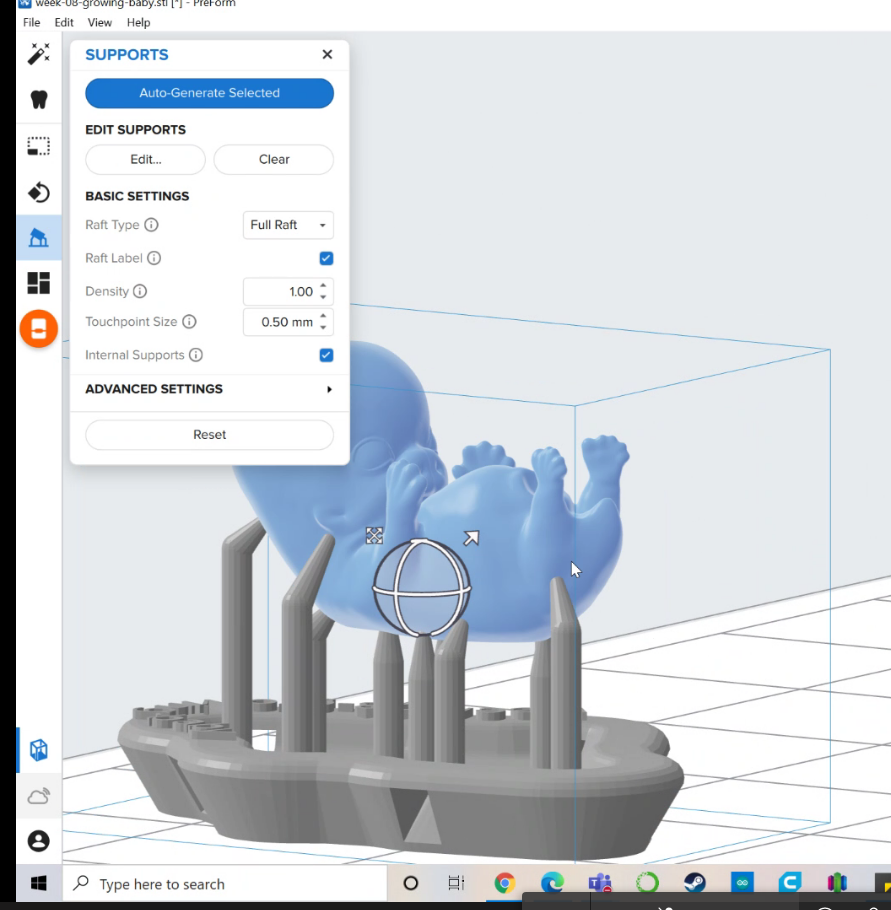 week-08-growing-baby.stl [*] - PreForm
File Edit View Help
SUPPORTS
Auto-Generate Selected
EDIT SUPPORTS
Edit...
Clear
BASIC SETTINGS
Raft Type
Full Raft
Raft Label
Density
1.00
Touchpoint Size
0.50 mm
Internal Supports
ADVANCED SETTINGS
Reset
Type here to search